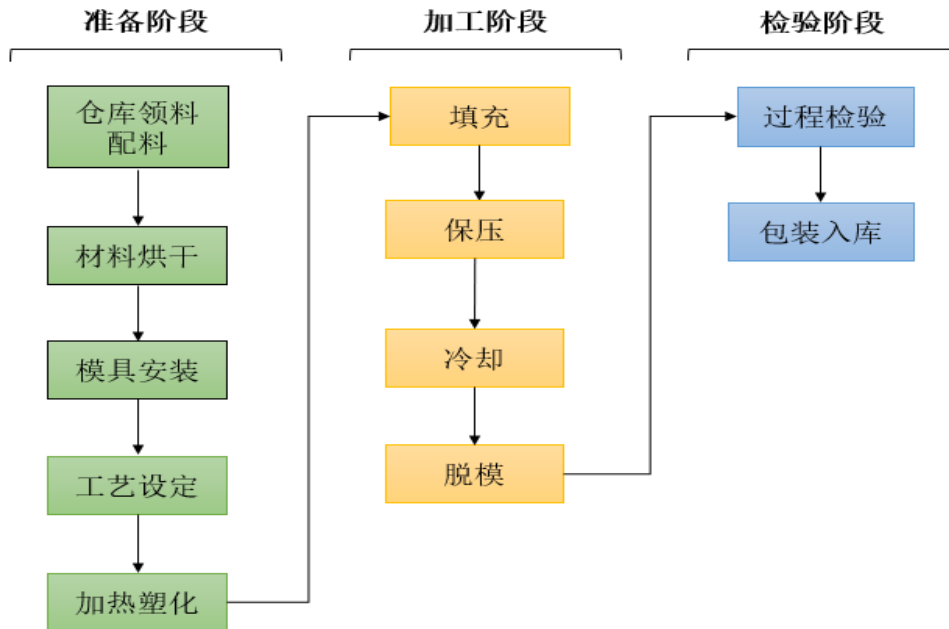 准备阶段
仓库领料
配料
材料烘干
模具安装
工艺设定
加热塑化
加工阶段
填充
保压
冷却
脱模
检验阶段
过程检验
包装入库